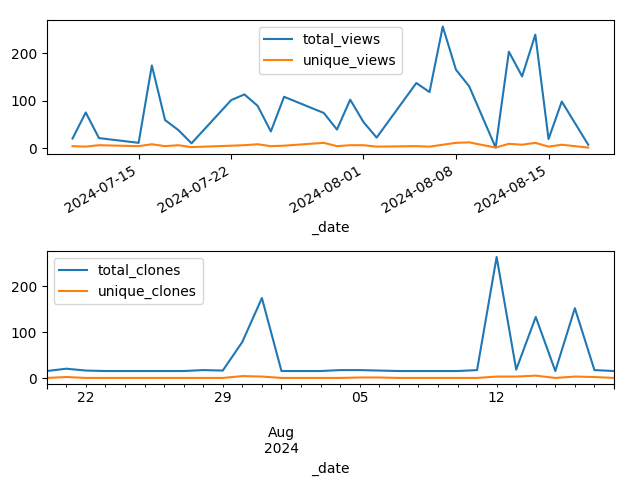 total_views
unique_views
200
100
0
2024-07-15
2024-07-22
2024-08-01
2024-08-08
2024-08-15
_date
total_clones
unique_clones
200
100
0
22
29
05
12
Aug
2024
_date